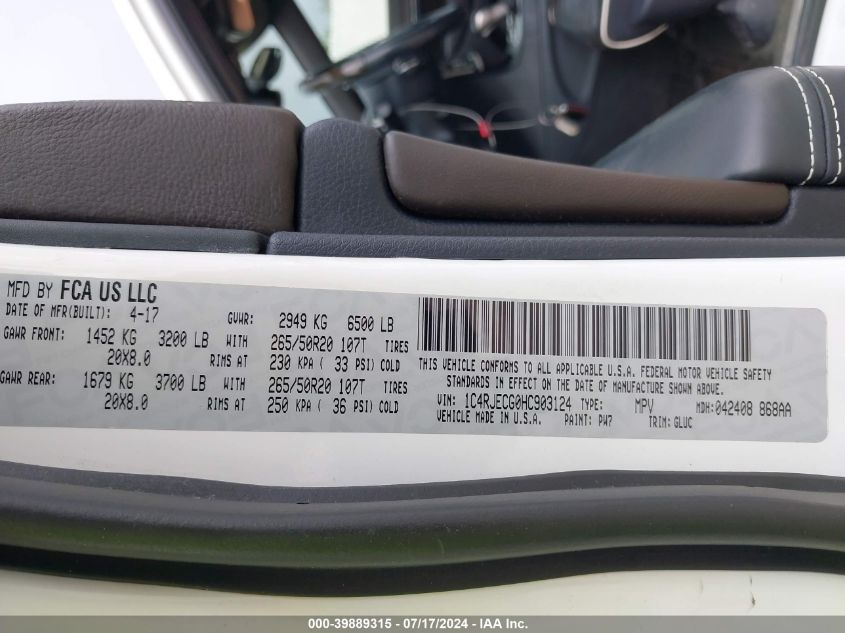 MFD BY FCA US LLC
DATE OF MFR(BUILT): 4-17 GVWR: 2949 KG 6500 LB
GAWR FRONT: 1452 KG 3200 LB WITH 265/50R20 107T TIRES
20X8.0 RIMS AT 230 KPA ( 33 PSI) COLD
GAWR REAR: 1679 KG 3700 LB WITH 265/50R20 107T TIRES
20X8.0 RIMS AT 250 KPA ( 36 PSI) COLD
THIS VEHICLE CONFORMS TO ALL APPLICABLE U.S.A. FEDERAL MOTOR VEHICLE SAFETY
STANDARDS IN EFFECT ON THE DATE OF MANUFACTURE SHOWN ABOVE.
VIN: 1C4RJECG0HC903124 TYPE: MPV MDH:042408 868AA
VEHICLE MADE IN U.S.A. PAINT: PW7 TRIM: GLUC
000-39889315 - 07/17/2024 - IAA Inc.